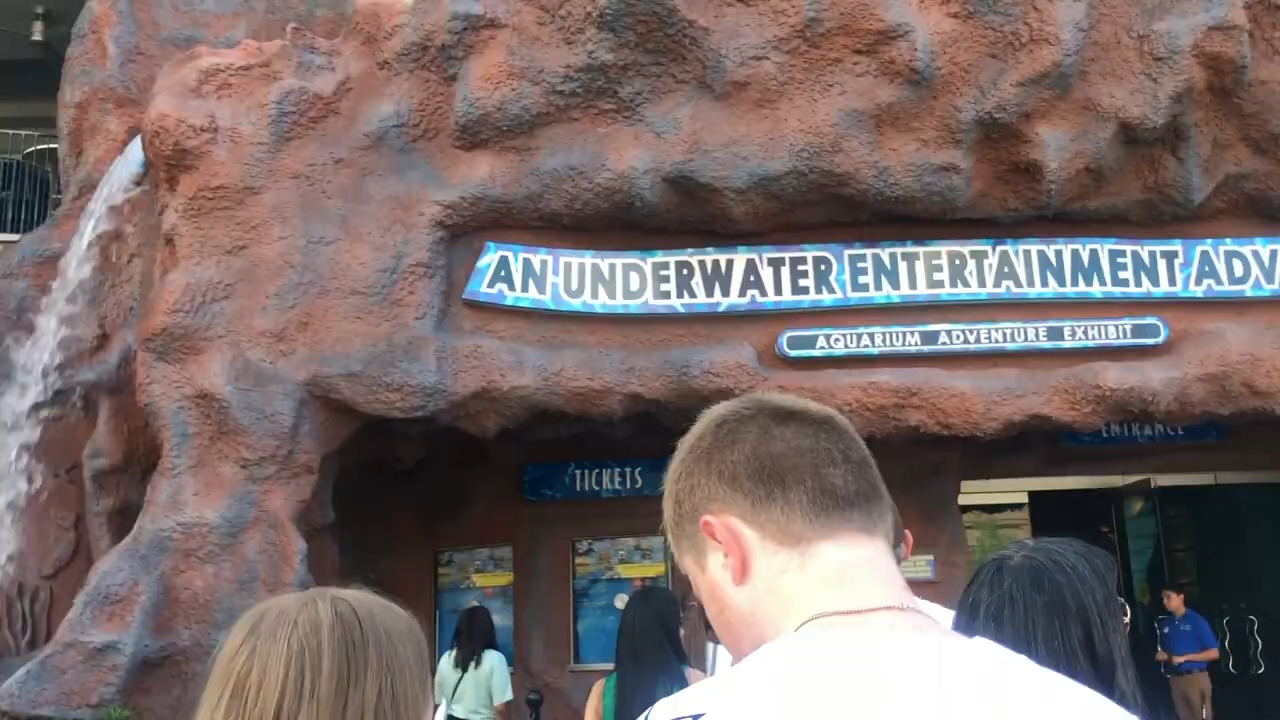 AN UNDERWATER ENTERTAINMENT ADV
AQUARIUM ADVENTURE EXHIBIT
ENTRANCE
TICKETS